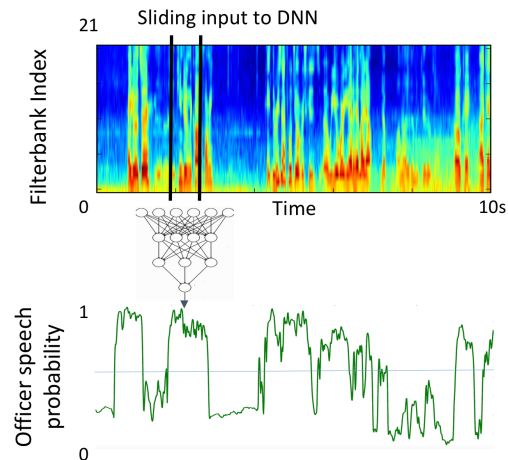 Sliding input to DNN
21
Filterbank Index
0
Time
10s
1
Officer speech
probability
0